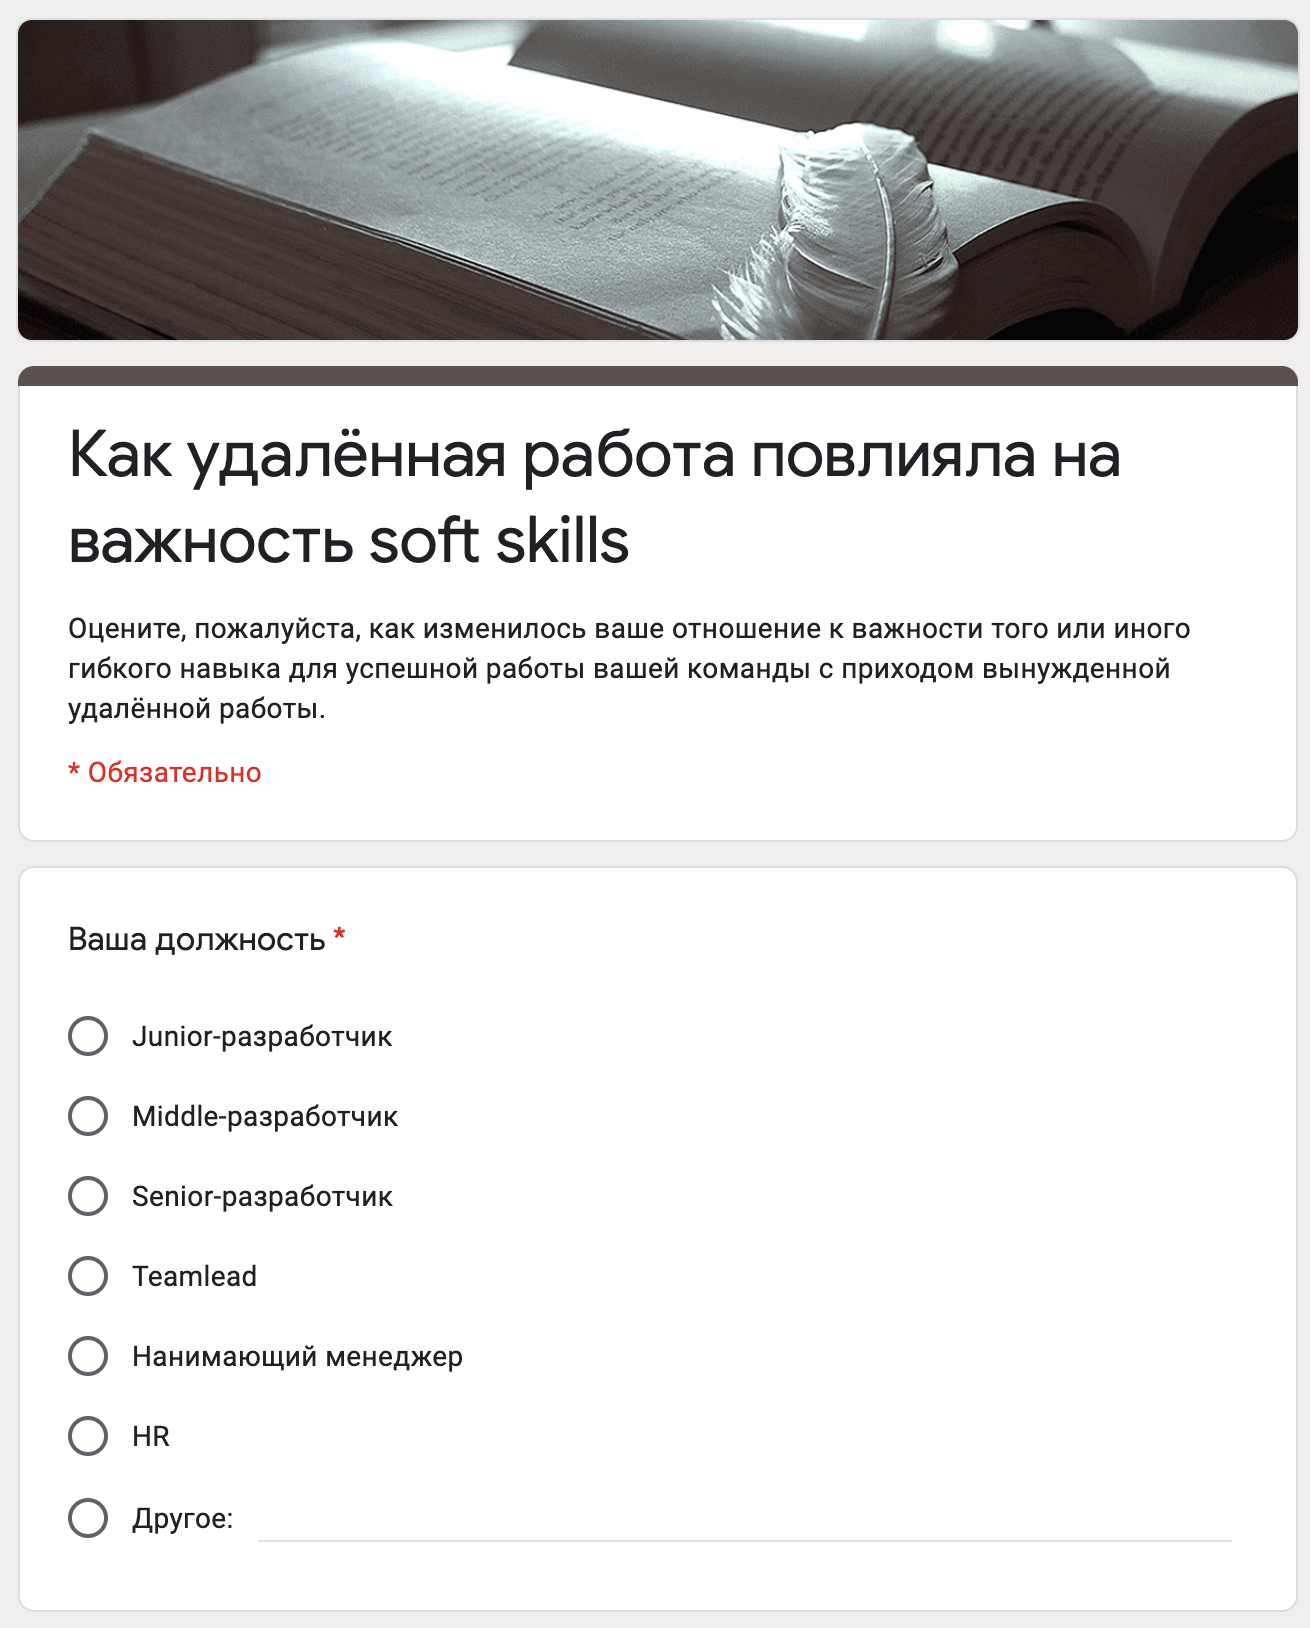 Как удалённая работа повлияла на
важность soft skills
Оцените, пожалуйста, как изменилось ваше отношение к важности того или иного
гибкого навыка для успешной работы вашей команды с приходом вынужденной
удалённой работы.
* Обязательно
Ваша должность *
Junior-разработчик
Middle-разработчик
Senior-разработчик
Teamlead
Нанимающий менеджер
HR
Другое: